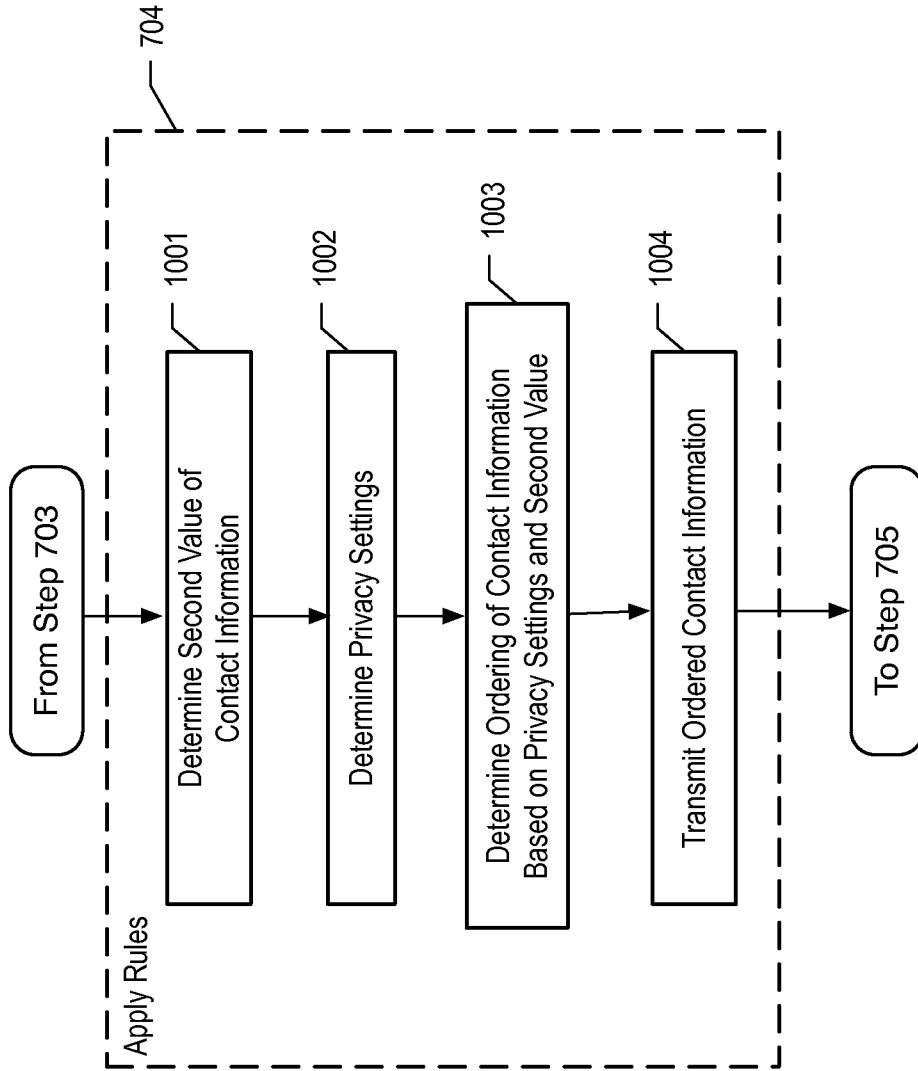 From Step 703
704
Apply Rules
1001
Determine Second Value of
Contact Information
1002
Determine Privacy Settings
1003
Determine Ordering of Contact Information
Based on Privacy Settings and Second Value
1004
Transmit Ordered Contact Information
To Step 705